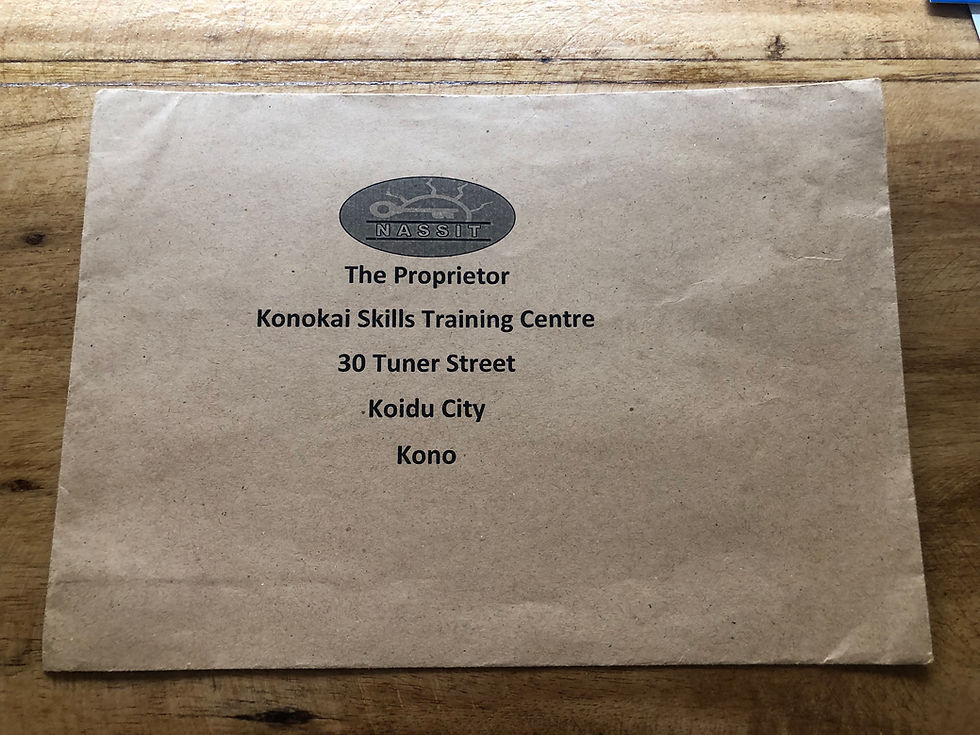 NASSIT
The Proprietor
Konokai Skills Training Centre
30 Tuner Street
Koidu City
Kono